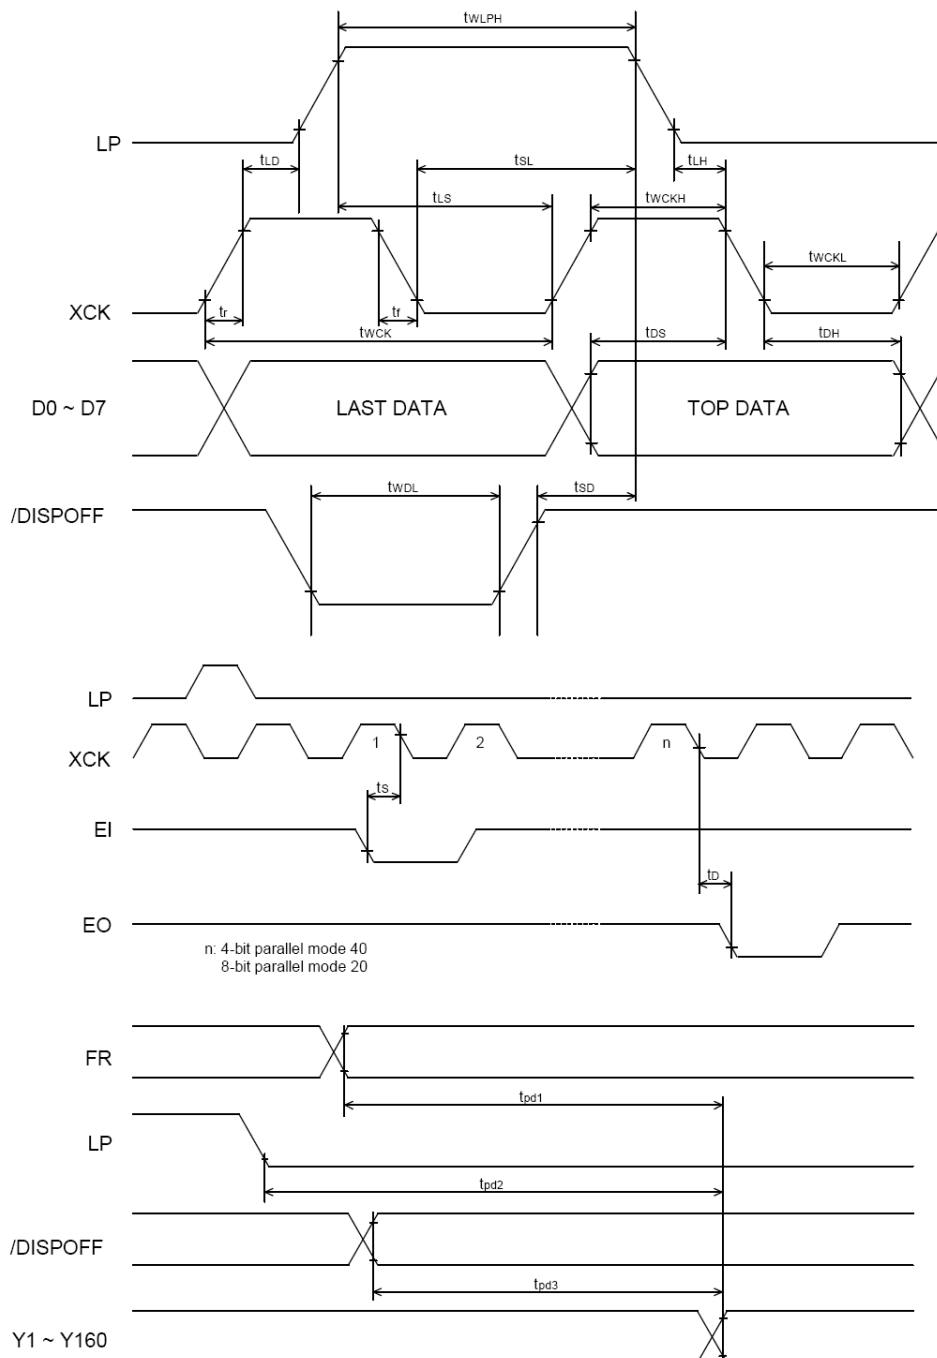 tWLPH
LP
tLD
tSL
tLH
tLS
tWCKH
tWCKL
XCK
tr
tf
tWCK
tDS
tDH
D0 ~ D7
LAST DATA
TOP DATA
tWDL
tSD
/DISPOFF
LP
XCK
1
2
n
ts
EI
tD
EO
n: 4-bit parallel mode 40
8-bit parallel mode 20
FR
tpd1
LP
tpd2
/DISPOFF
tpd3
Y1 ~ Y160